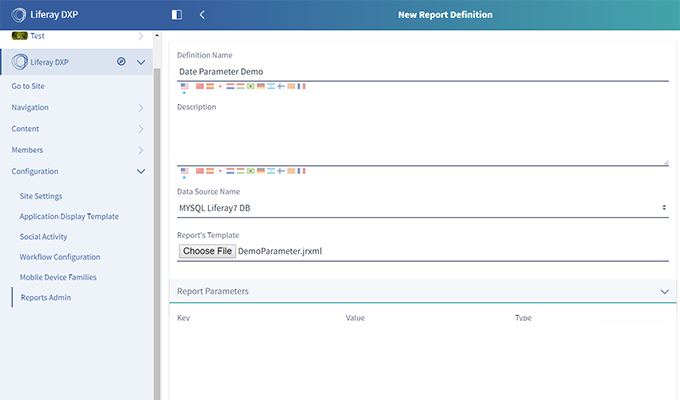 Liferay DXP
New Report Definition
Test
Liferay DXP
Go to Site
Navigation
Content
Members
Configuration
Site Settings
Application Display Template
Social Activity
Workflow Configuration
Mobile Device Families
Reports Admin
Definition Name
Date Parameter Demo
Description
Data Source Name
MYSQL Liferay7 DB
Report's Template
Choose File DemoParameter.jrxml
Report Parameters
Key Value Type